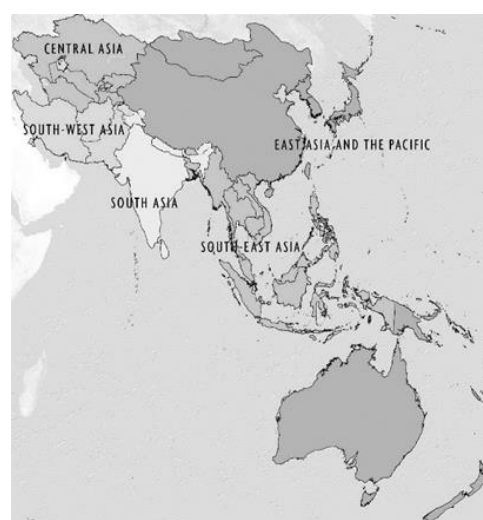 CENTRAL ASIA
SOUTH-WEST ASIA
EAST ASIA AND THE PACIFIC
SOUTH ASIA
SOUTH-EAST ASIA